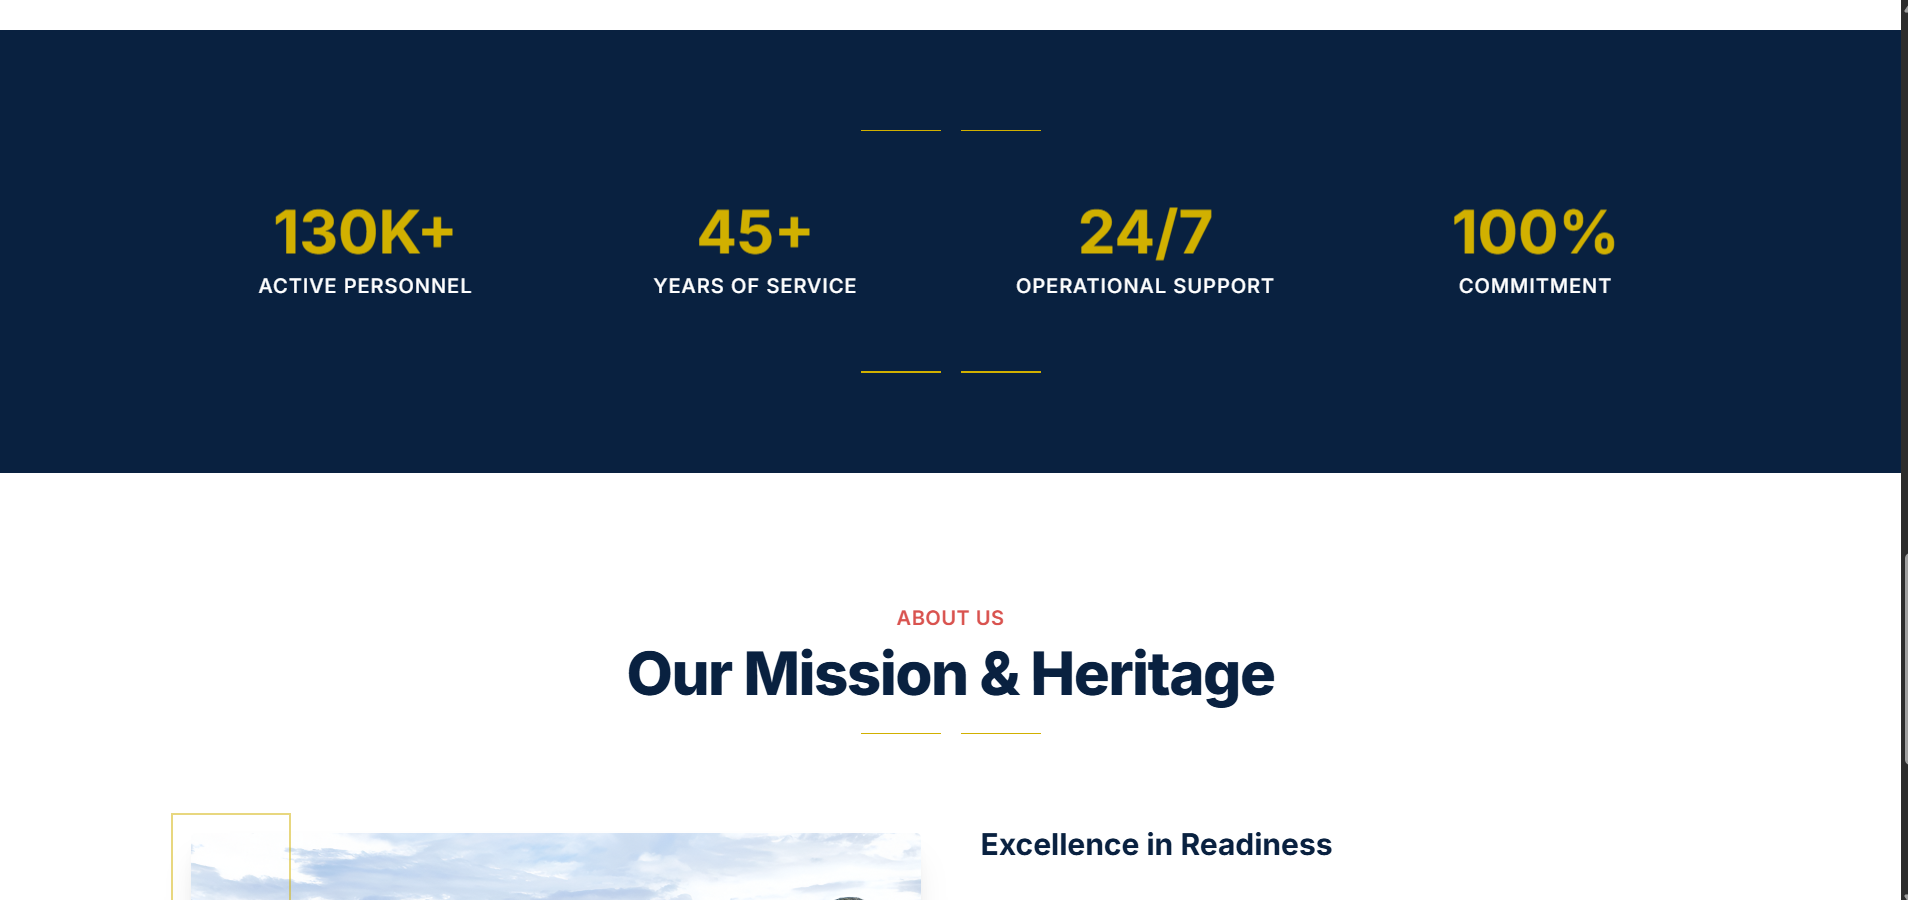 130K+
ACTIVE PERSONNEL
45+
YEARS OF SERVICE
24/7
OPERATIONAL SUPPORT
100%
COMMITMENT
ABOUT US
Our Mission & Heritage
Excellence in Readiness